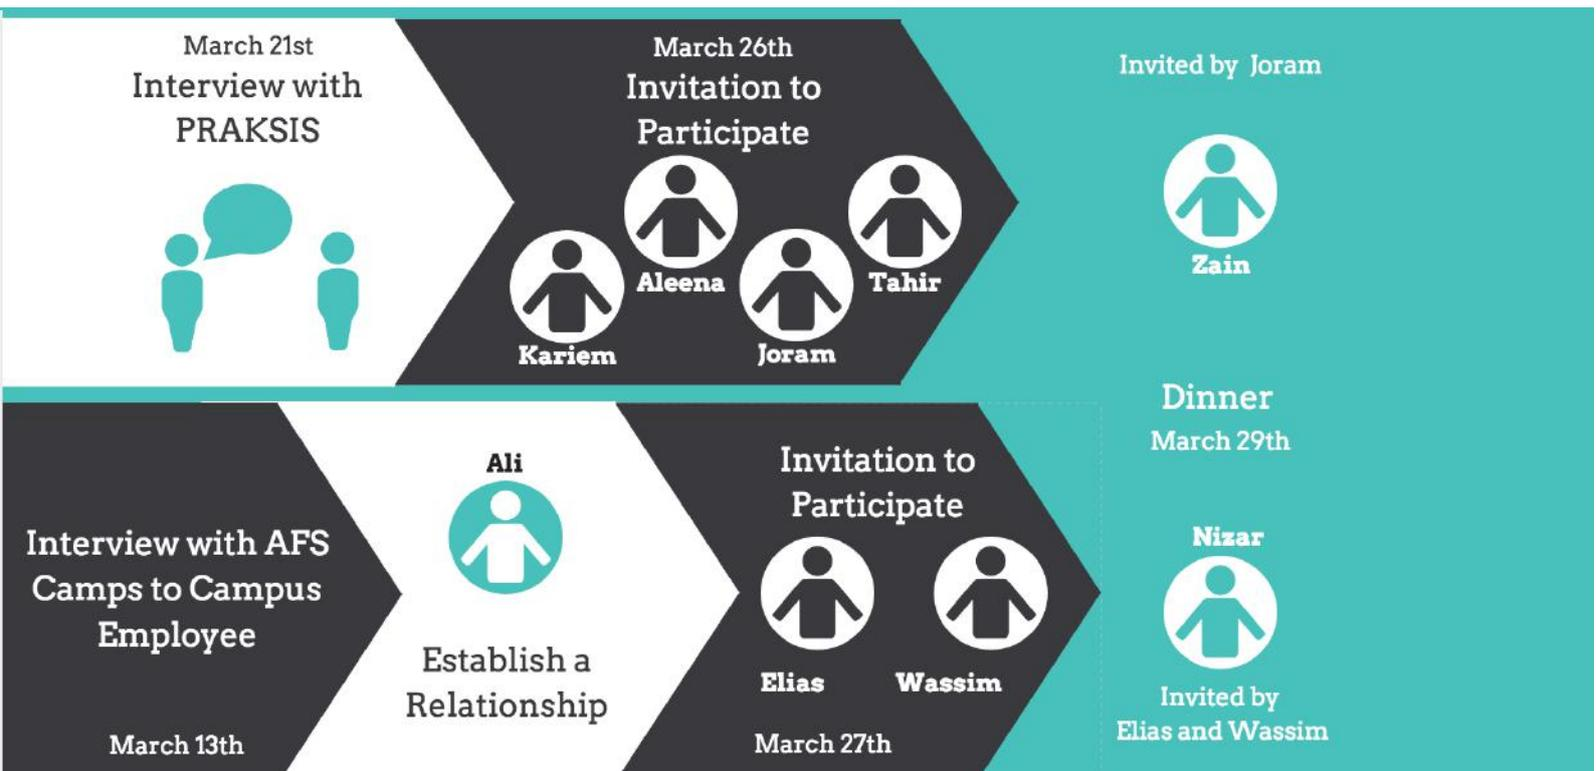 March 21st
Interview with
PRAKSIS
March 26th
Invitation to
Participate
Aleena
Tahir
Kariem
Joram
Invited by Joram
Zain
Dinner
March 29th
Interview with AFS
Camps to Campus
Employee
March 13th
Ali
Establish a
Relationship
Invitation to
Participate
Elias
Wassim
March 27th
Nizar
Invited by
Elias and Wassim